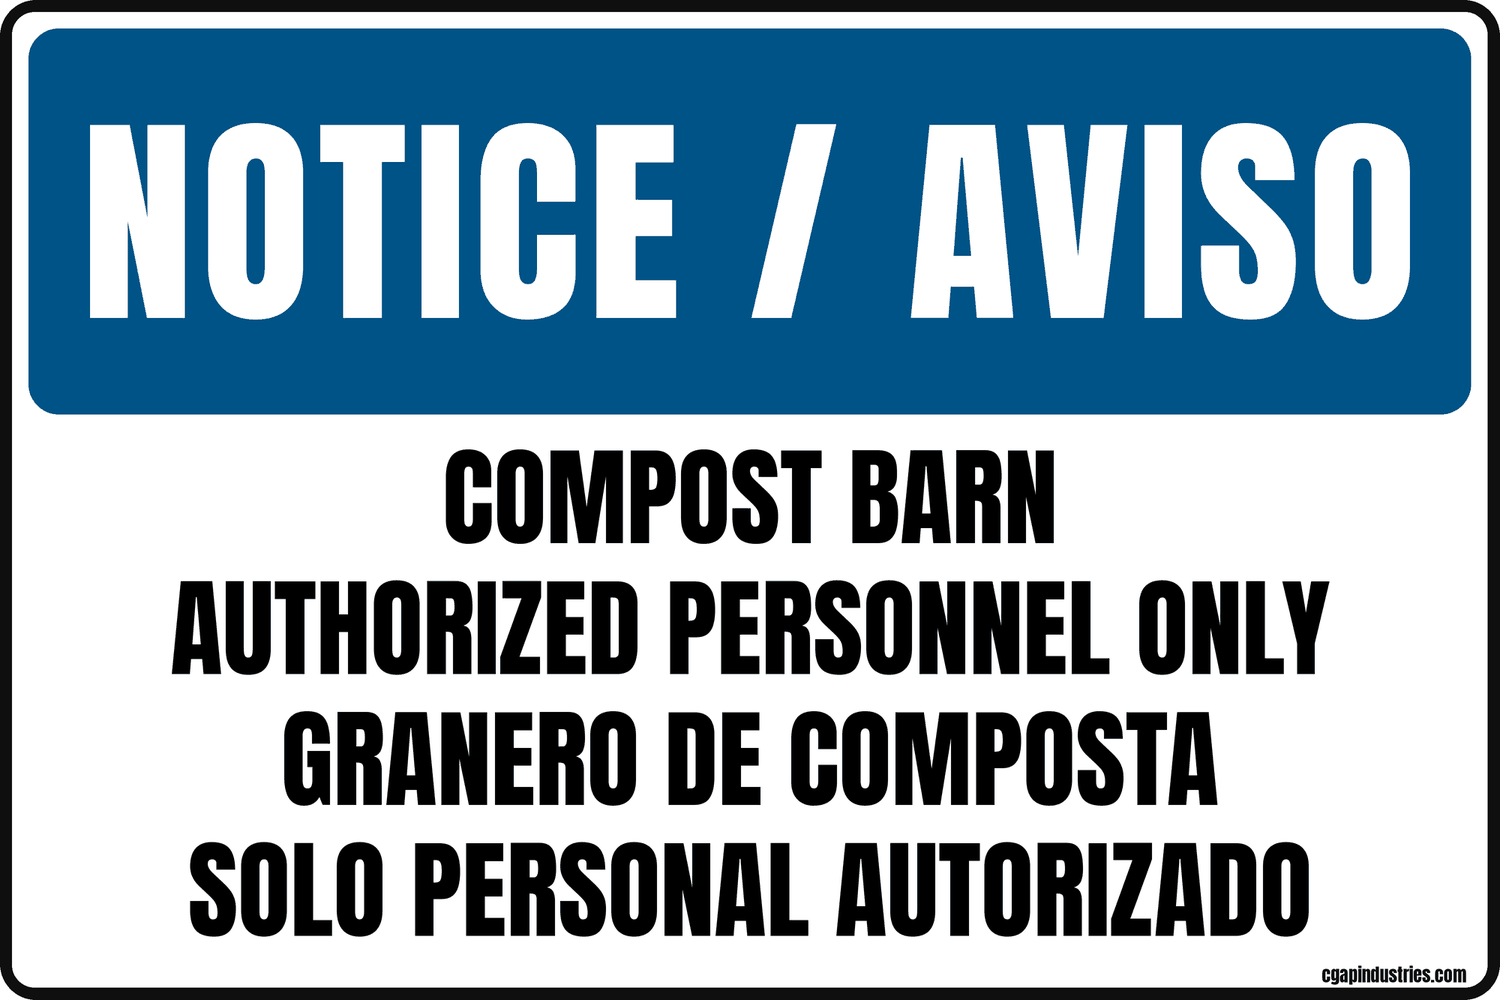 NOTICE / AVISO
COMPOST BARN
AUTHORIZED PERSONNEL ONLY
GRANERO DE COMPOSTA
SOLO PERSONAL AUTORIZADO
cgapindustries.com